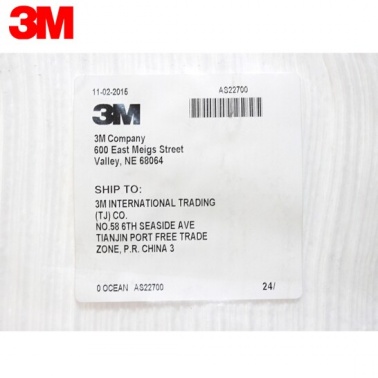 3M
11-02-2015
AS22700
3M
3M Company
600 East Meigs Street
Valley, NE 68064
SHIP TO:
3M INTERNATIONAL TRADING
(TJ) CO.
NO.58 6TH SEASIDE AVE
TIANJIN PORT FREE TRADE
ZONE, P.R. CHINA 3
0 OCEAN AS22700
24/